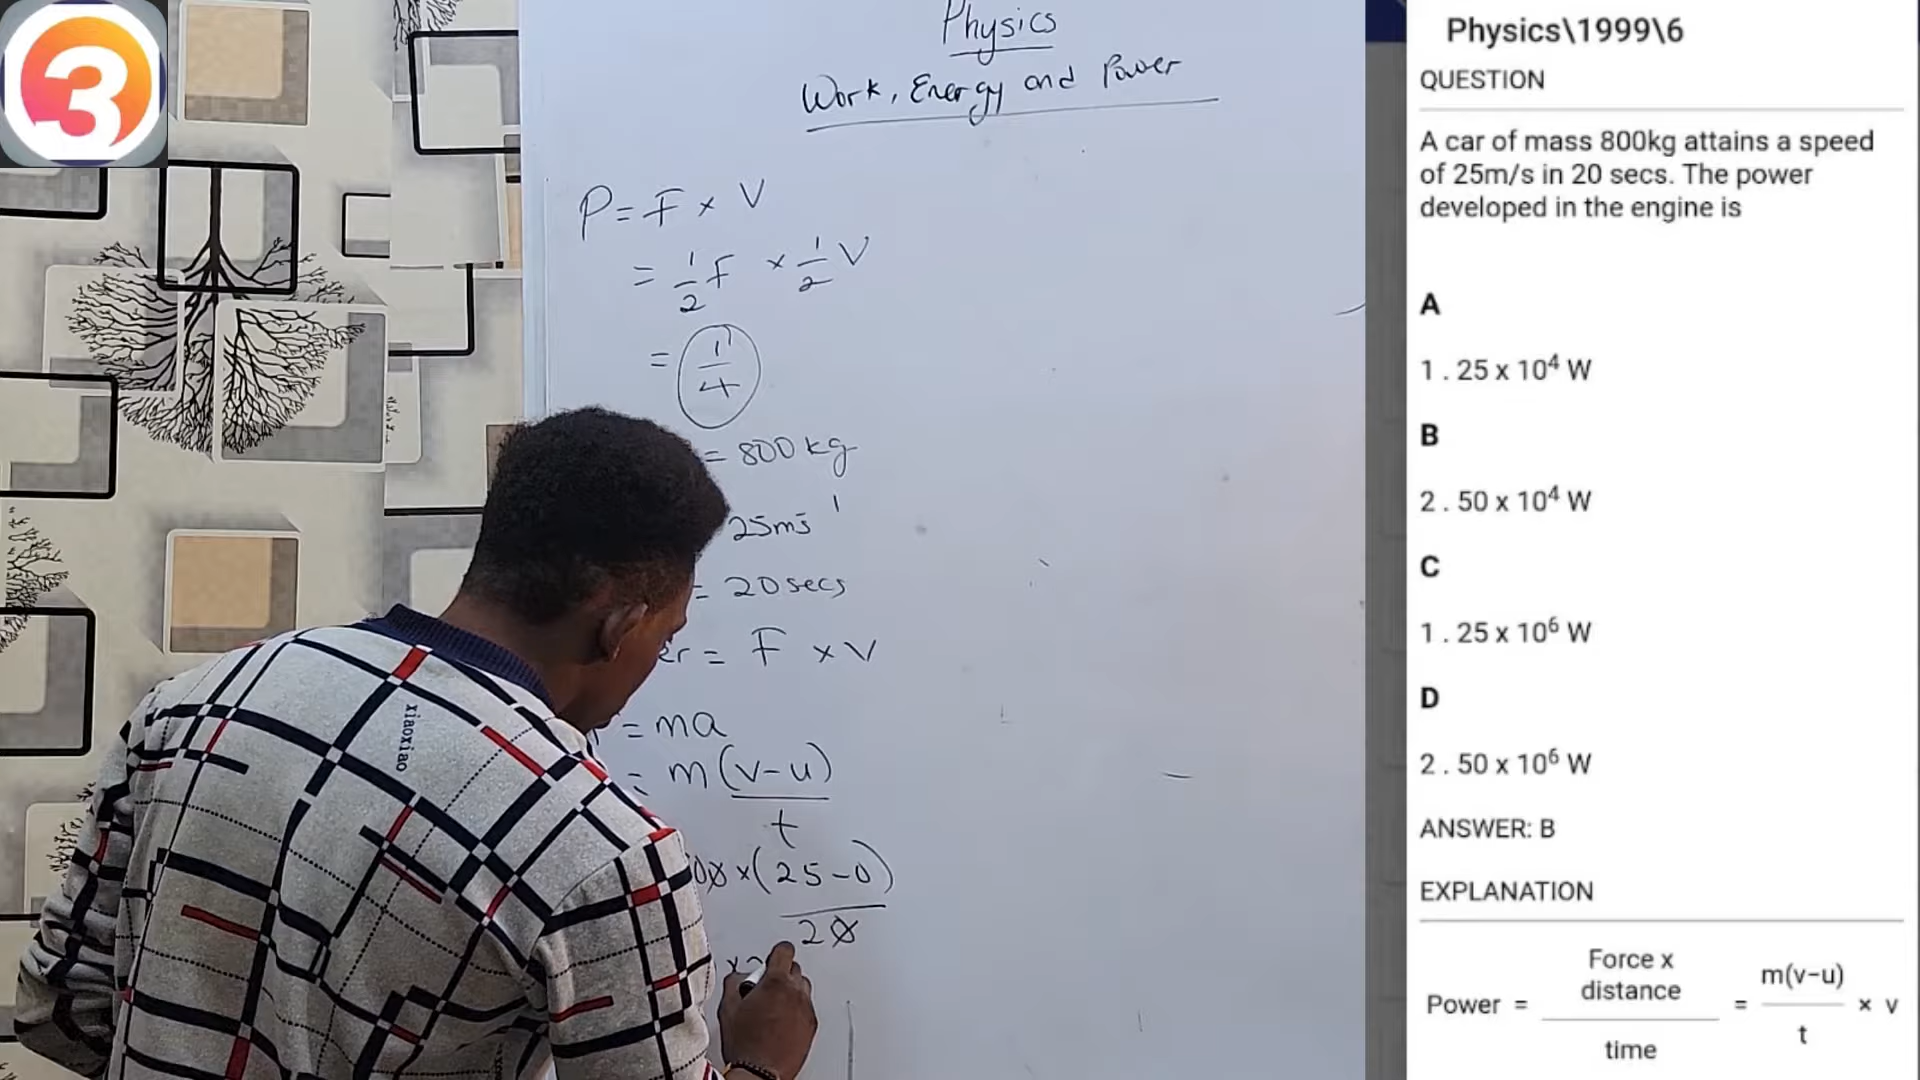 3
Physics
Work, Energy and Power
P = F × V
= 1/2 F × 1/2 V
= 1/4
= 800 kg
25ms⁻¹
= 20 secs
er = F × V
= ma
= m (v-u)
t
00 × (25 - 0)
20
xiaoxiao
Physics\1999\6
QUESTION
A car of mass 800kg attains a speed
of 25m/s in 20 secs. The power
developed in the engine is
A
1 . 25 x 10⁴ W
B
2 . 50 x 10⁴ W
C
1 . 25 x 10⁶ W
D
2 . 50 x 10⁶ W
ANSWER: B
EXPLANATION
Power = Force x distance / time = m(v−u) / t × v